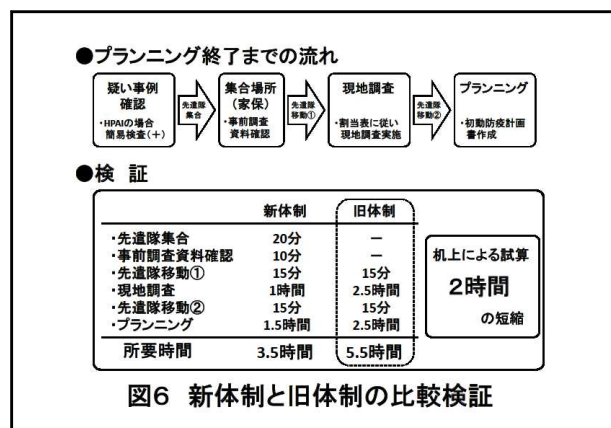 ●プランニング終了までの流れ
疑い事例
確認
・HPAIの場合
簡易検査(+)
先遣隊
集合
集合場所
(家保)
・事前調査
資料確認
先遣隊
移動①
現地調査
・割当表に従い
現地調査実施
先遣隊
移動②
プランニング
・初動防疫計画
書作成
●検 証
新体制 旧体制
・先遣隊集合 20分 －
・事前調査資料確認 10分 －
・先遣隊移動① 15分 15分
・現地調査 1時間 2.5時間
・先遣隊移動② 15分 15分
・プランニング 1.5時間 2.5時間
所要時間 3.5時間 5.5時間
机上による試算
2時間
の短縮
図6 新体制と旧体制の比較検証